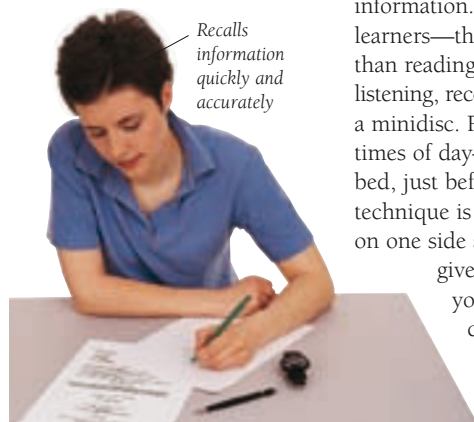 Recalls
information
quickly and
accurately
information.
learners—th
than reading
listening, rec
a minidisc. F
times of day-
bed, just bef
technique is
on one side
give
yo